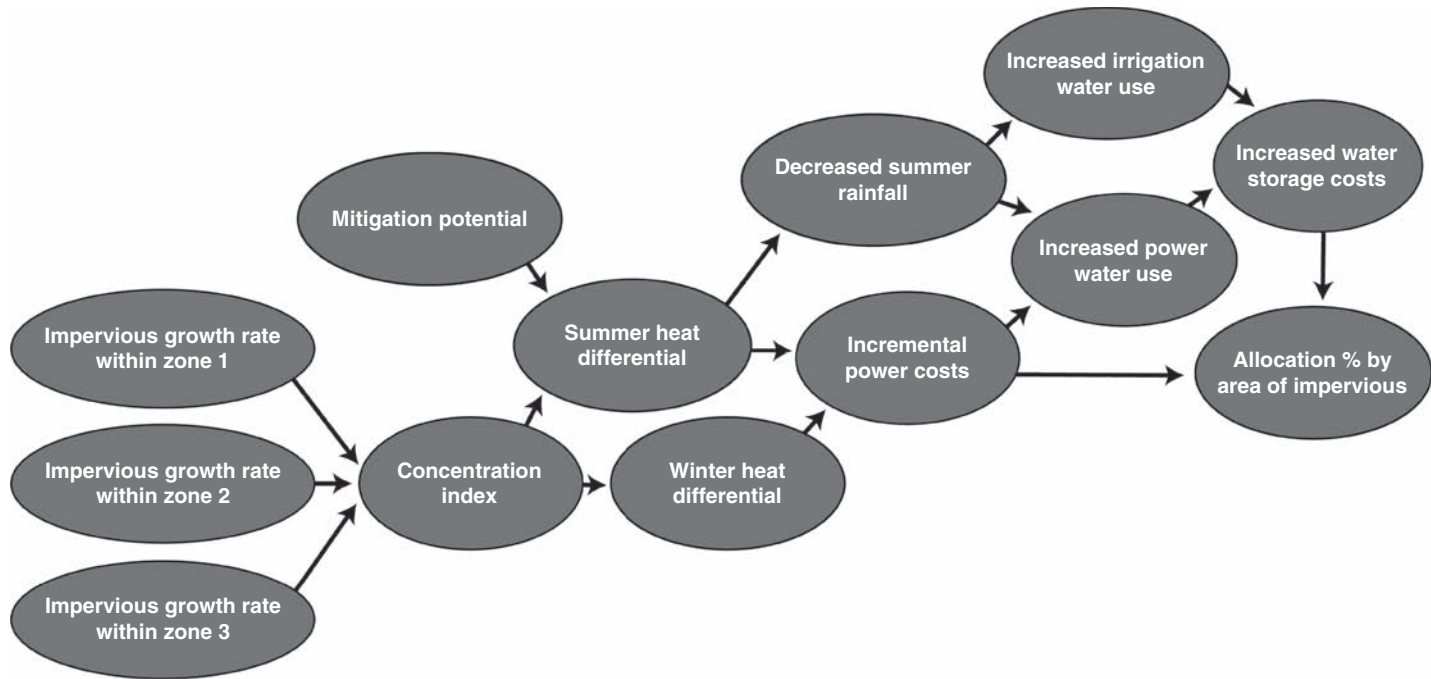 Increased irrigation
water use
Increased water
storage costs
Decreased summer
rainfall
Mitigation potential
Increased power
water use
Impervious growth rate
within zone 1
Summer heat
differential
Incremental
power costs
Allocation % by
area of impervious
Impervious growth rate
within zone 2
Concentration
index
Winter heat
differential
Impervious growth rate
within zone 3